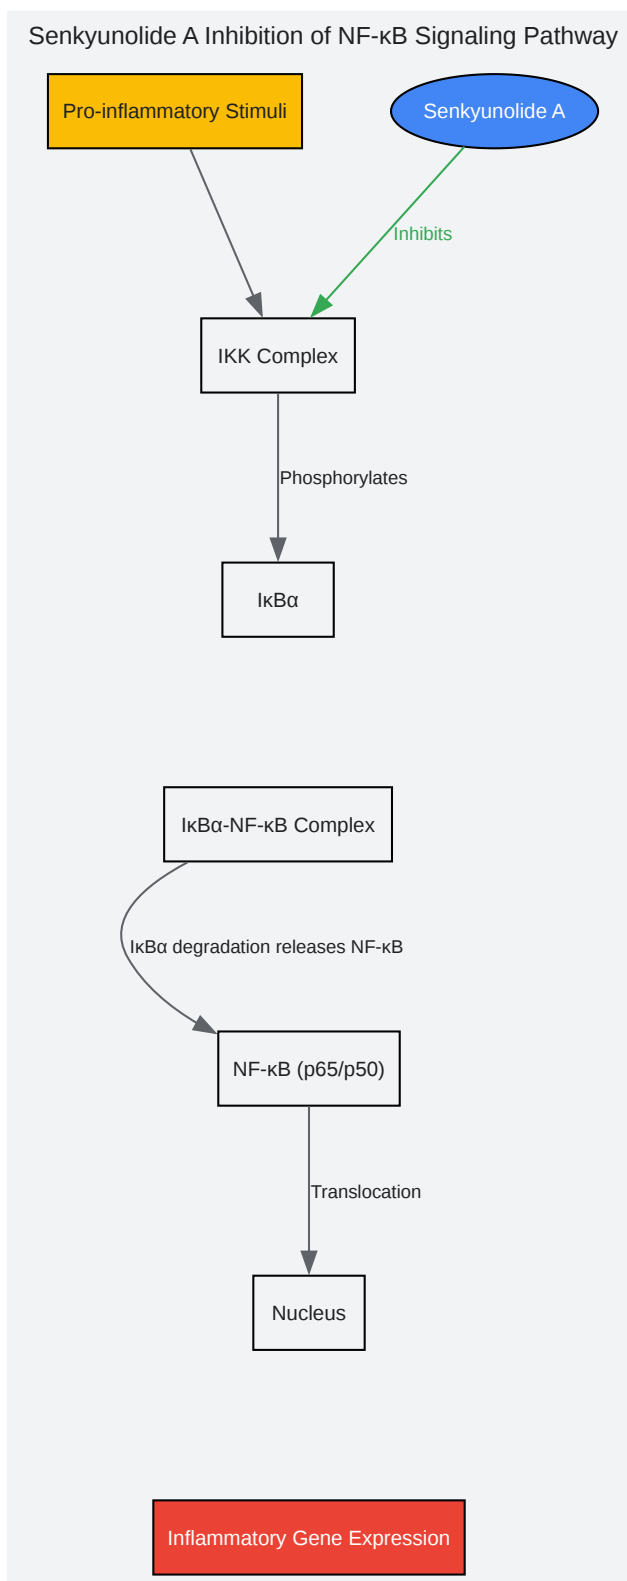 Senkyunolide A Inhibition of NF-κB Signaling Pathway
Pro-inflammatory Stimuli
Senkyunolide A
Inhibits
IKK Complex
Phosphorylates
IκBα
IκBα-NF-κB Complex
IκBα degradation releases NF-κB
NF-κB (p65/p50)
Translocation
Nucleus
Inflammatory Gene Expression